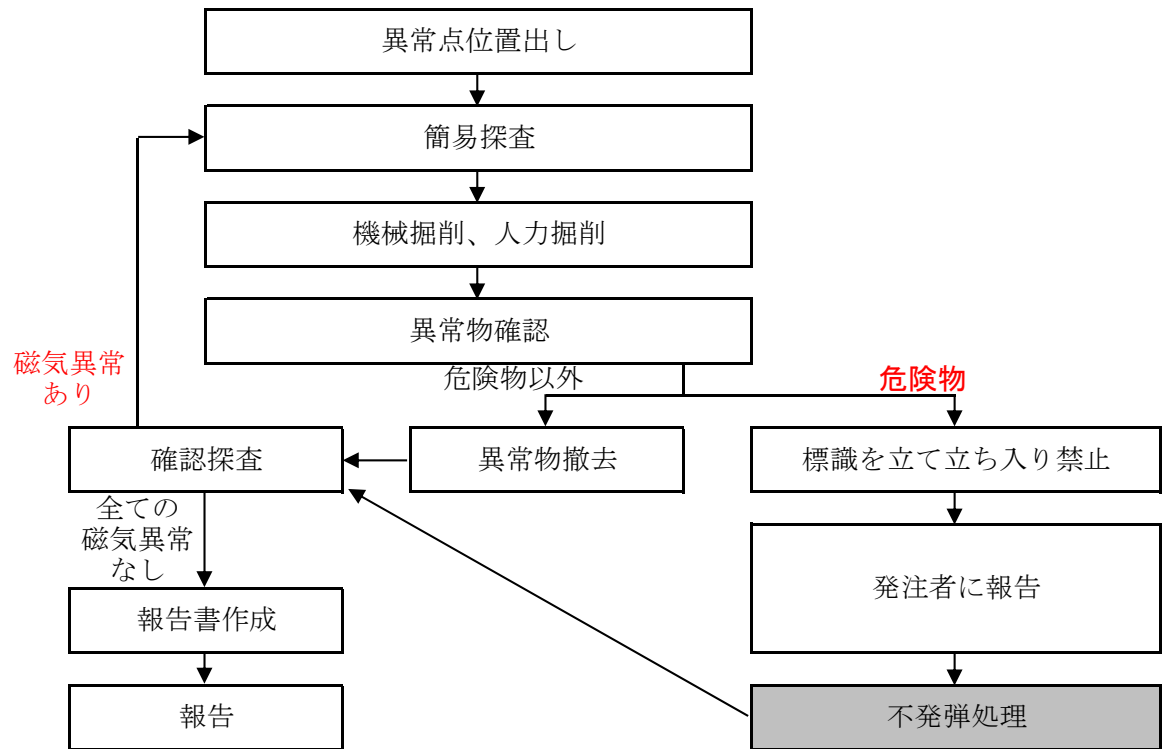 異常点位置出し
簡易探査
機械掘削、人力掘削
異常物確認
磁気異常
あり
危険物以外
危険物
確認探査
異常物撤去
標識を立て立ち入り禁止
全ての
磁気異常
なし
発注者に報告
報告書作成
報告
不発弾処理